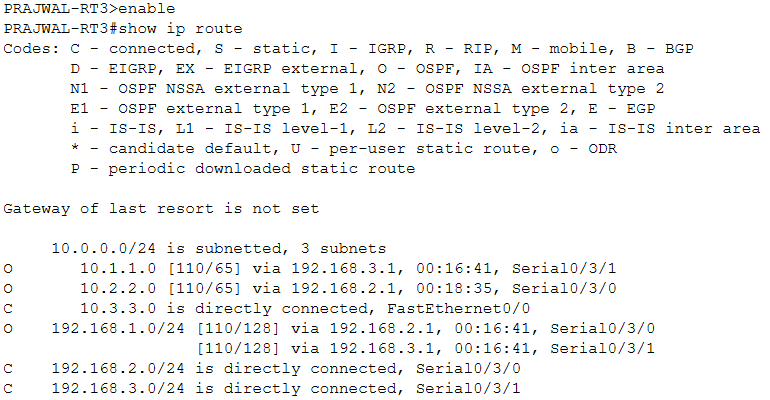 PRAJWAL-RT3>enable
PRAJWAL-RT3#show ip route
Codes: C - connected, S - static, I - IGRP, R - RIP, M - mobile, B - BGP
       D - EIGRP, EX - EIGRP external, O - OSPF, IA - OSPF inter area
       N1 - OSPF NSSA external type 1, N2 - OSPF NSSA external type 2
       E1 - OSPF external type 1, E2 - OSPF external type 2, E - EGP
       i - IS-IS, L1 - IS-IS level-1, L2 - IS-IS level-2, ia - IS-IS inter area
       * - candidate default, U - per-user static route, o - ODR
       P - periodic downloaded static route

Gateway of last resort is not set

     10.0.0.0/24 is subnetted, 3 subnets
O       10.1.1.0 [110/65] via 192.168.3.1, 00:16:41, Serial0/3/1
O       10.2.2.0 [110/65] via 192.168.2.1, 00:18:35, Serial0/3/0
C       10.3.3.0 is directly connected, FastEthernet0/0
O    192.168.1.0/24 [110/128] via 192.168.2.1, 00:16:41, Serial0/3/0
                    [110/128] via 192.168.3.1, 00:16:41, Serial0/3/1
C    192.168.2.0/24 is directly connected, Serial0/3/0
C    192.168.3.0/24 is directly connected, Serial0/3/1